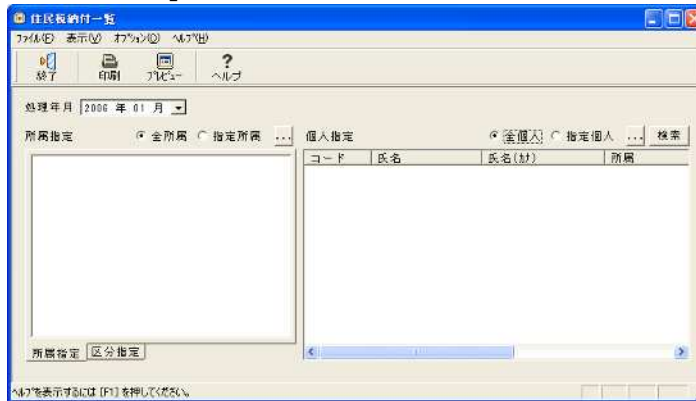 住民税納付一覧
ファイル(F) 表示(V) オプション(O) ヘルプ(H)
終了 印刷 プレビュー ヘルプ
処理年月 2006 年 01 月
所属指定 全所属 指定所属 ... 個人指定 全個人 指定個人 ... 検索
コード 氏名 氏名(カナ) 所属
所属指定 区分指定
ヘルプを表示するには [F1] を押してください。